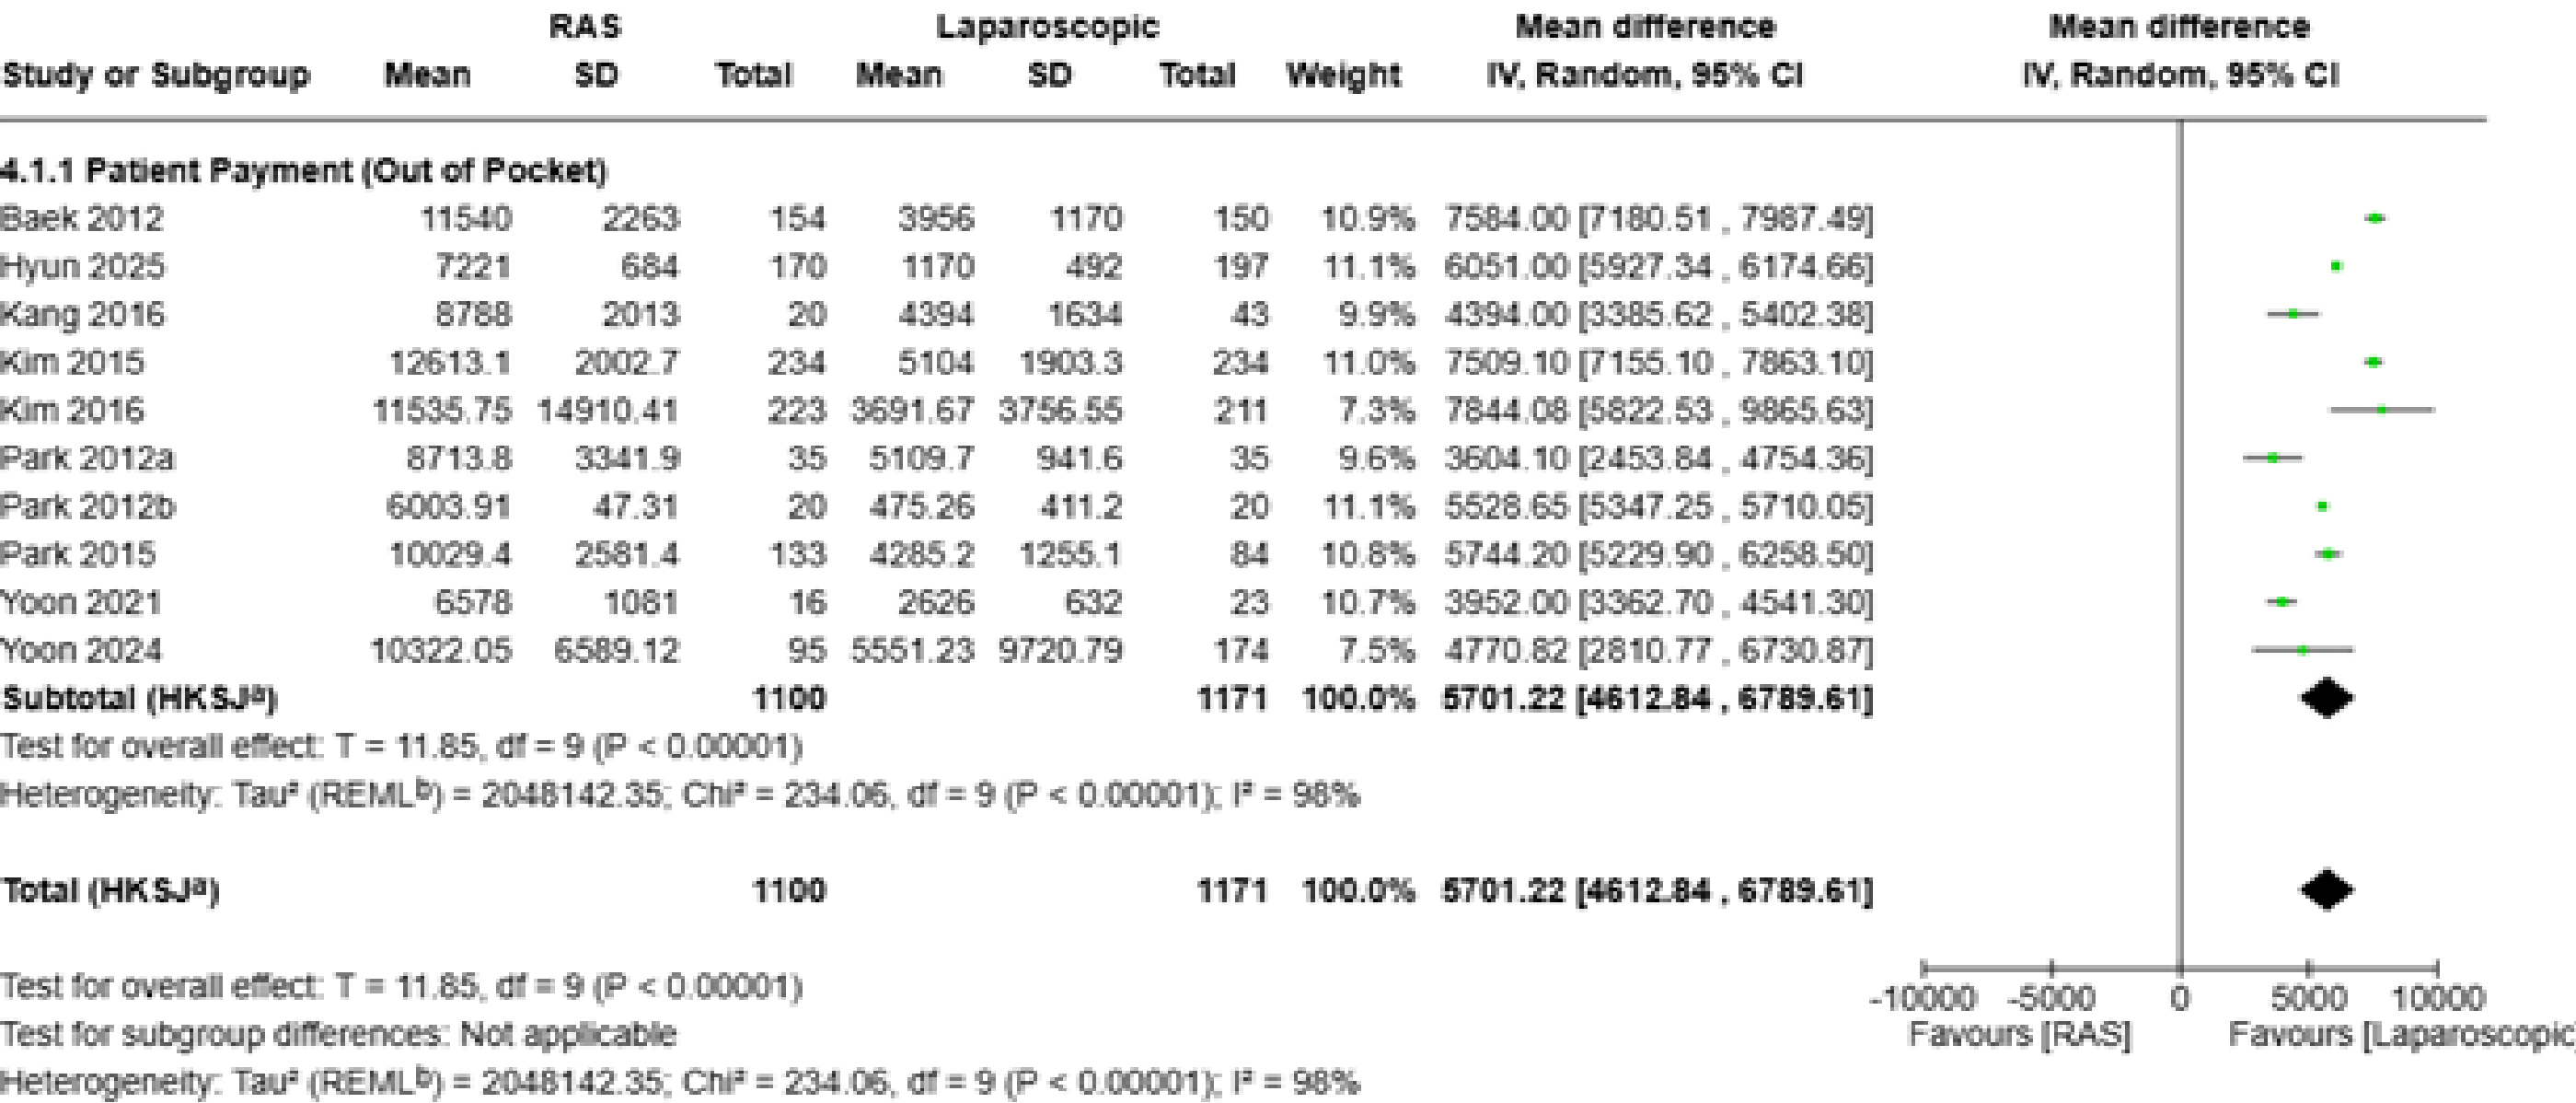 RAS Laparoscopic Mean difference Mean difference
Study or Subgroup Mean SD Total Mean SD Total Weight IV, Random, 95% CI IV, Random, 95% CI
4.1.1 Patient Payment (Out of Pocket)
Baek 2012 11540 2263 154 3956 1170 150 10.9% 7584.00 [7180.51 , 7987.49]
Hyun 2025 7221 684 170 1170 492 197 11.1% 6051.00 [5927.34 , 6174.66]
Kang 2016 8788 2013 20 4394 1634 43 9.9% 4394.00 [3385.62 , 5402.38]
Kim 2015 12613.1 2002.7 234 5104 1903.3 234 11.0% 7509.10 [7155.10 , 7863.10]
Kim 2016 11535.75 14910.41 223 3691.67 3756.55 211 7.3% 7844.08 [5822.53 , 9865.63]
Park 2012a 8713.8 3341.9 35 5109.7 941.6 35 9.6% 3604.10 [2453.84 , 4754.36]
Park 2012b 6003.91 47.31 20 475.26 411.2 20 11.1% 5528.65 [5347.25 , 5710.05]
Park 2015 10029.4 2581.4 133 4285.2 1255.1 84 10.8% 5744.20 [5229.90 , 6258.50]
Yoon 2021 6578 1081 16 2626 632 23 10.7% 3952.00 [3362.70 , 4541.30]
Yoon 2024 10322.05 6589.12 95 5551.23 9720.79 174 7.5% 4770.82 [2810.77 , 6730.87]
Subtotal (HKSJᵃ) 1100 1171 100.0% 5701.22 [4612.84 , 6789.61]
Test for overall effect: T = 11.85, df = 9 (P < 0.00001)
Heterogeneity: Tau² (REMLᵇ) = 2048142.35; Chi² = 234.06, df = 9 (P < 0.00001); I² = 98%
Total (HKSJᵃ) 1100 1171 100.0% 5701.22 [4612.84 , 6789.61]
Test for overall effect: T = 11.85, df = 9 (P < 0.00001)
-10000 -5000 0 5000 10000
Test for subgroup differences: Not applicable
Favours [RAS] Favours [Laparoscopic]
Heterogeneity: Tau² (REMLᵇ) = 2048142.35; Chi² = 234.06, df = 9 (P < 0.00001); I² = 98%